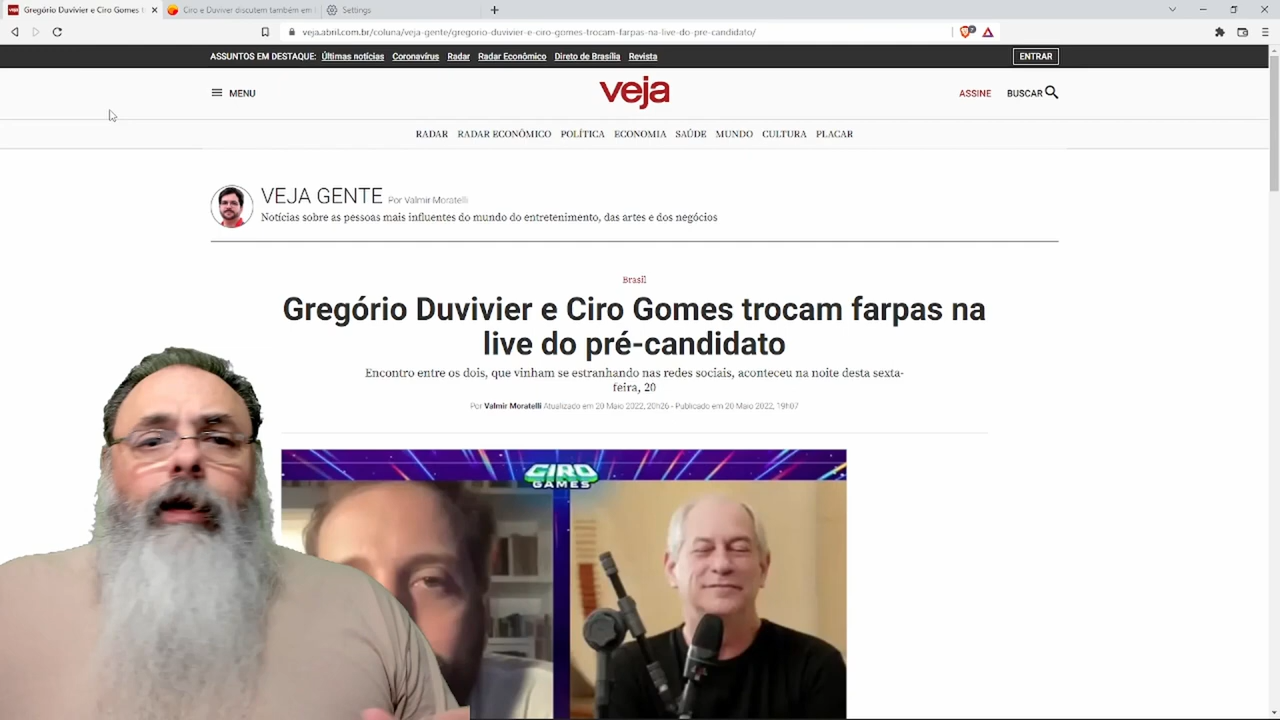 Gregório Duvivier e Ciro Gomes t
Ciro e Duviver discutem também em
Settings
veja.abril.com.br/coluna/veja-gente/gregorio-duvivier-e-ciro-gomes-trocam-farpas-na-live-do-pre-candidato/
ASSUNTOS EM DESTAQUE: Últimas notícias Coronavírus Radar Radar Econômico Direto de Brasília Revista
ENTRAR
MENU
veja
ASSINE
BUSCAR
RADAR RADAR ECONÔMICO POLÍTICA ECONOMIA SAÚDE MUNDO CULTURA PLACAR
VEJA GENTE Por Valmir Moratelli
Notícias sobre as pessoas mais influentes do mundo do entretenimento, das artes e dos negócios
Brasil
Gregório Duvivier e Ciro Gomes trocam farpas na
live do pré-candidato
Encontro entre os dois, que vinham se estranhando nas redes sociais, aconteceu na noite desta sexta-
feira, 20
Por Valmir Moratelli Atualizado em 20 Maio 2022, 20h26 - Publicado em 20 Maio 2022, 19h07
CIRO
GAMES